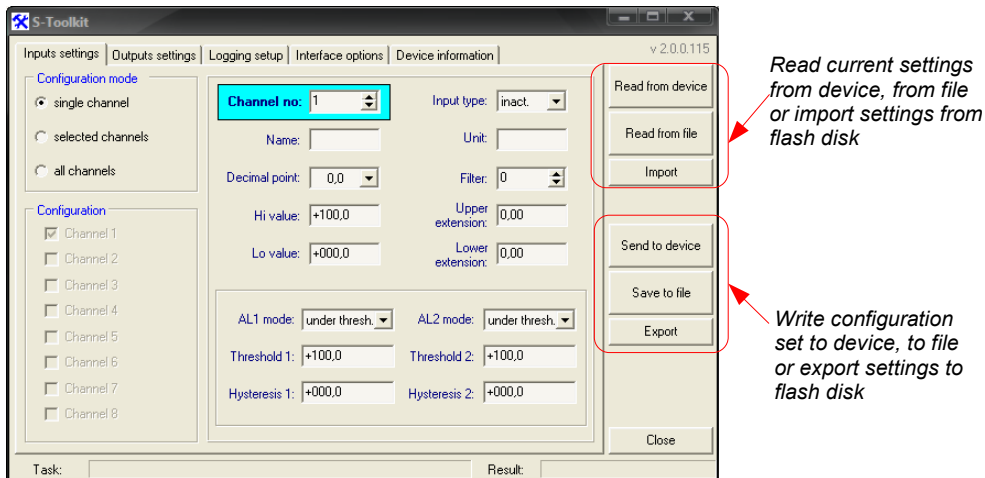 S-Toolkit
Inputs settings Outputs settings Logging setup Interface options Device information
v 2.0.0.115
Configuration mode
single channel
selected channels
all channels
Configuration
Channel 1
Channel 2
Channel 3
Channel 4
Channel 5
Channel 6
Channel 7
Channel 8
Channel no: 1
Input type: inact.
Name:
Unit:
Decimal point: 0,0
Filter: 0
Hi value: +100,0
Upper
extension: 0,00
Lo value: +000,0
Lower
extension: 0,00
AL1 mode: under thresh.
AL2 mode: under thresh.
Threshold 1: +100,0
Threshold 2: +100,0
Hysteresis 1: +000,0
Hysteresis 2: +000,0
Read from device
Read from file
Import
Send to device
Save to file
Export
Close
Task:
Result:
Read current settings
from device, from file
or import settings from
flash disk
Write configuration
set to device, to file
or export settings to
flash disk